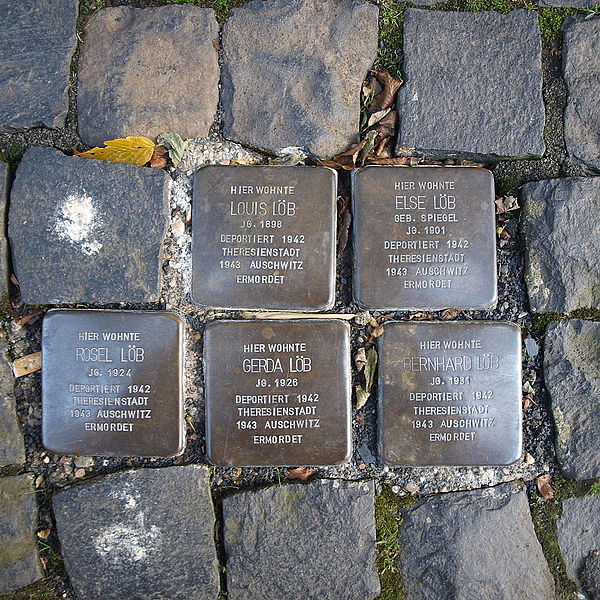 HIER WOHNTE
LOUIS LÖB
JG. 1898
DEPORTIERT 1942
THERESIENSTADT
1943 AUSCHWITZ
ERMORDET
HIER WOHNTE
ELSE LÖB
GEB. SPIEGEL
JG. 1901
DEPORTIERT 1942
THERESIENSTADT
1943 AUSCHWITZ
ERMORDET
HIER WOHNTE
ROSEL LÖB
JG. 1924
DEPORTIERT 1942
THERESIENSTADT
1943 AUSCHWITZ
ERMORDET
HIER WOHNTE
GERDA LÖB
JG. 1926
DEPORTIERT 1942
THERESIENSTADT
1943 AUSCHWITZ
ERMORDET
HIER WOHNTE
BERNHARD LÖB
JG. 1931
DEPORTIERT 1942
THERESIENSTADT
1943 AUSCHWITZ
ERMORDET